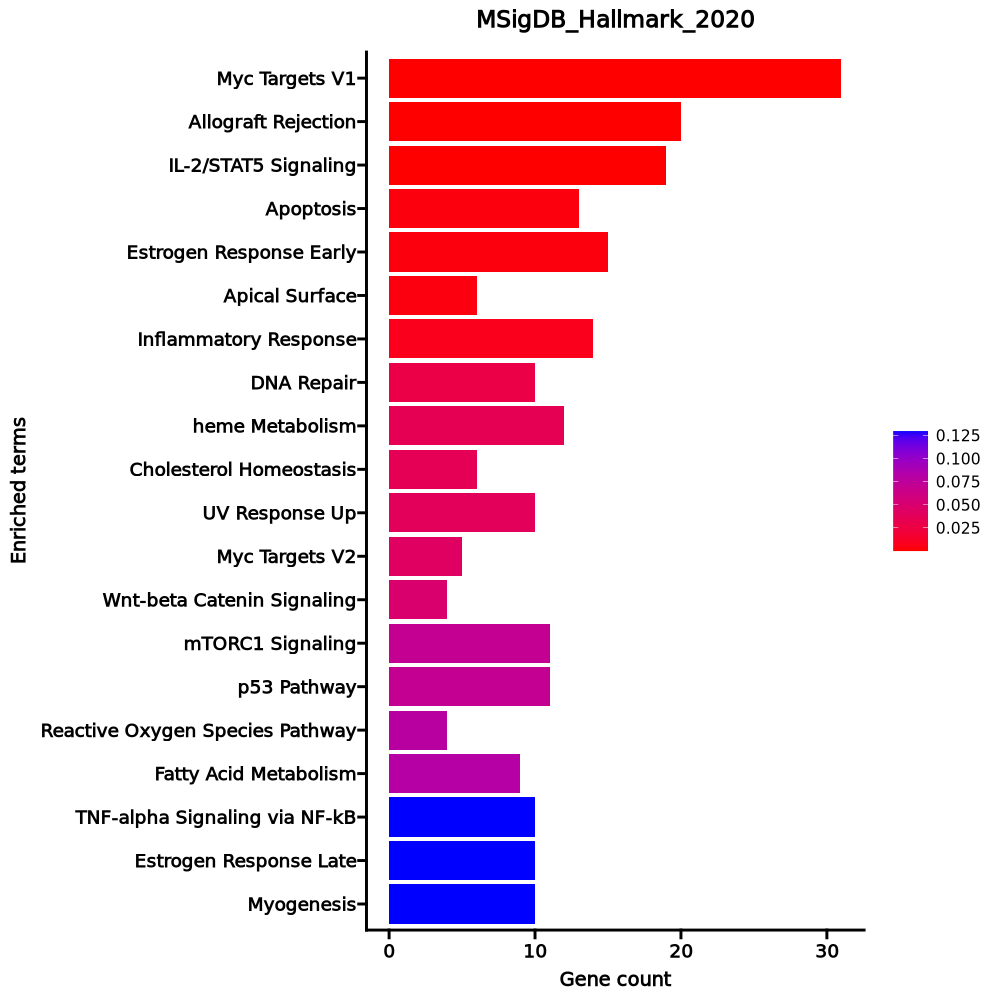 MSigDB_Hallmark_2020
Myc Targets V1
Allograft Rejection
IL-2/STAT5 Signaling
Apoptosis
Estrogen Response Early
Apical Surface
Inflammatory Response
DNA Repair
heme Metabolism
Cholesterol Homeostasis
UV Response Up
Myc Targets V2
Wnt-beta Catenin Signaling
mTORC1 Signaling
p53 Pathway
Reactive Oxygen Species Pathway
Fatty Acid Metabolism
TNF-alpha Signaling via NF-kB
Estrogen Response Late
Myogenesis
Enriched terms
0 10 20 30
Gene count
0.125
0.100
0.075
0.050
0.025